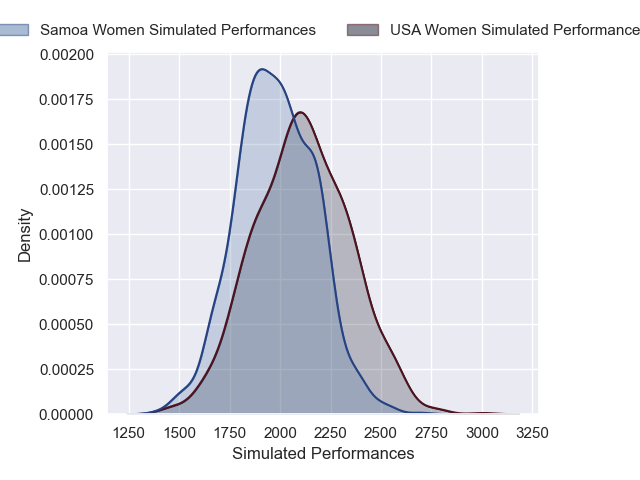 Samoa Women Simulated Performances
USA Women Simulated Performance
0.00200
0.00175
0.00150
0.00125
0.00100
0.00075
0.00050
0.00025
0.00000
Density
1250 1500 1750 2000 2250 2500 2750 3000 3250
Simulated Performances